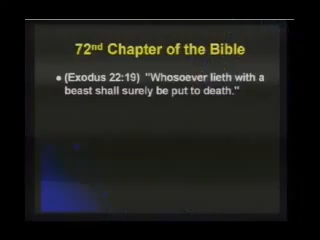 72nd Chapter of the Bible
• (Exodus 22:19) "Whosoever lieth with a
beast shall surely be put to death."